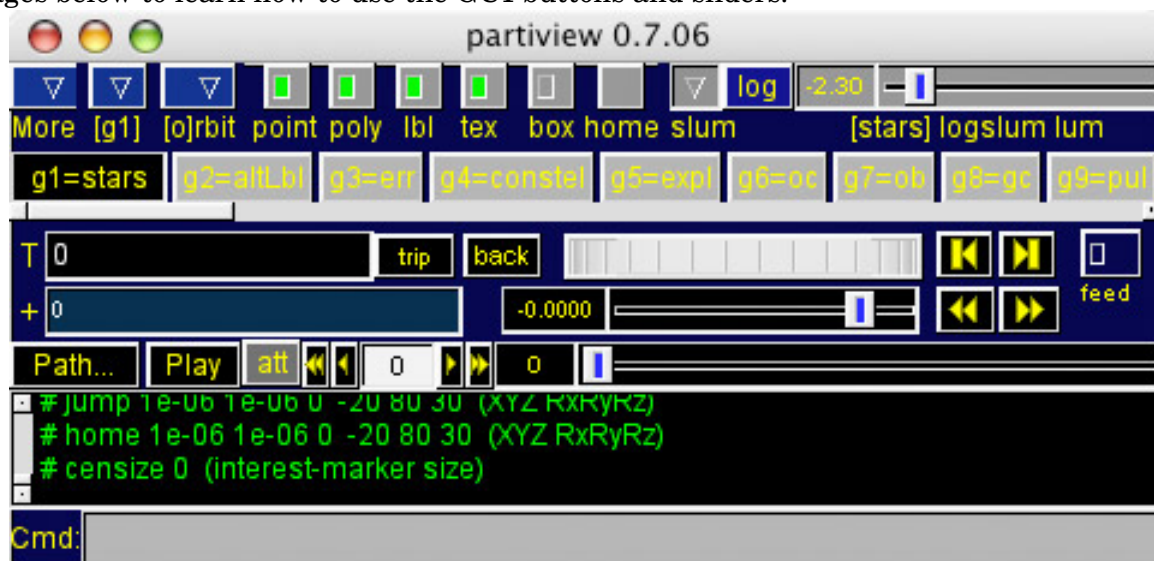 ges below to learn how to use the GUI buttons and sliders.
partiview 0.7.06
log -2.30
More [g1] [o]rbit point poly lbl tex box home slum [stars] logslum lum
g1=stars g2=altLbl g3=err g4=constel g5=expl g6=oc g7=ob g8=gc g9=pul
T 0 trip back
feed
+ 0 -0.0000
Path... Play att 0 0
# jump 1e-06 1e-06 0 -20 80 30 (XYZ RxRyRz)
# home 1e-06 1e-06 0 -20 80 30 (XYZ RxRyRz)
# censize 0 (interest-marker size)
Cmd: